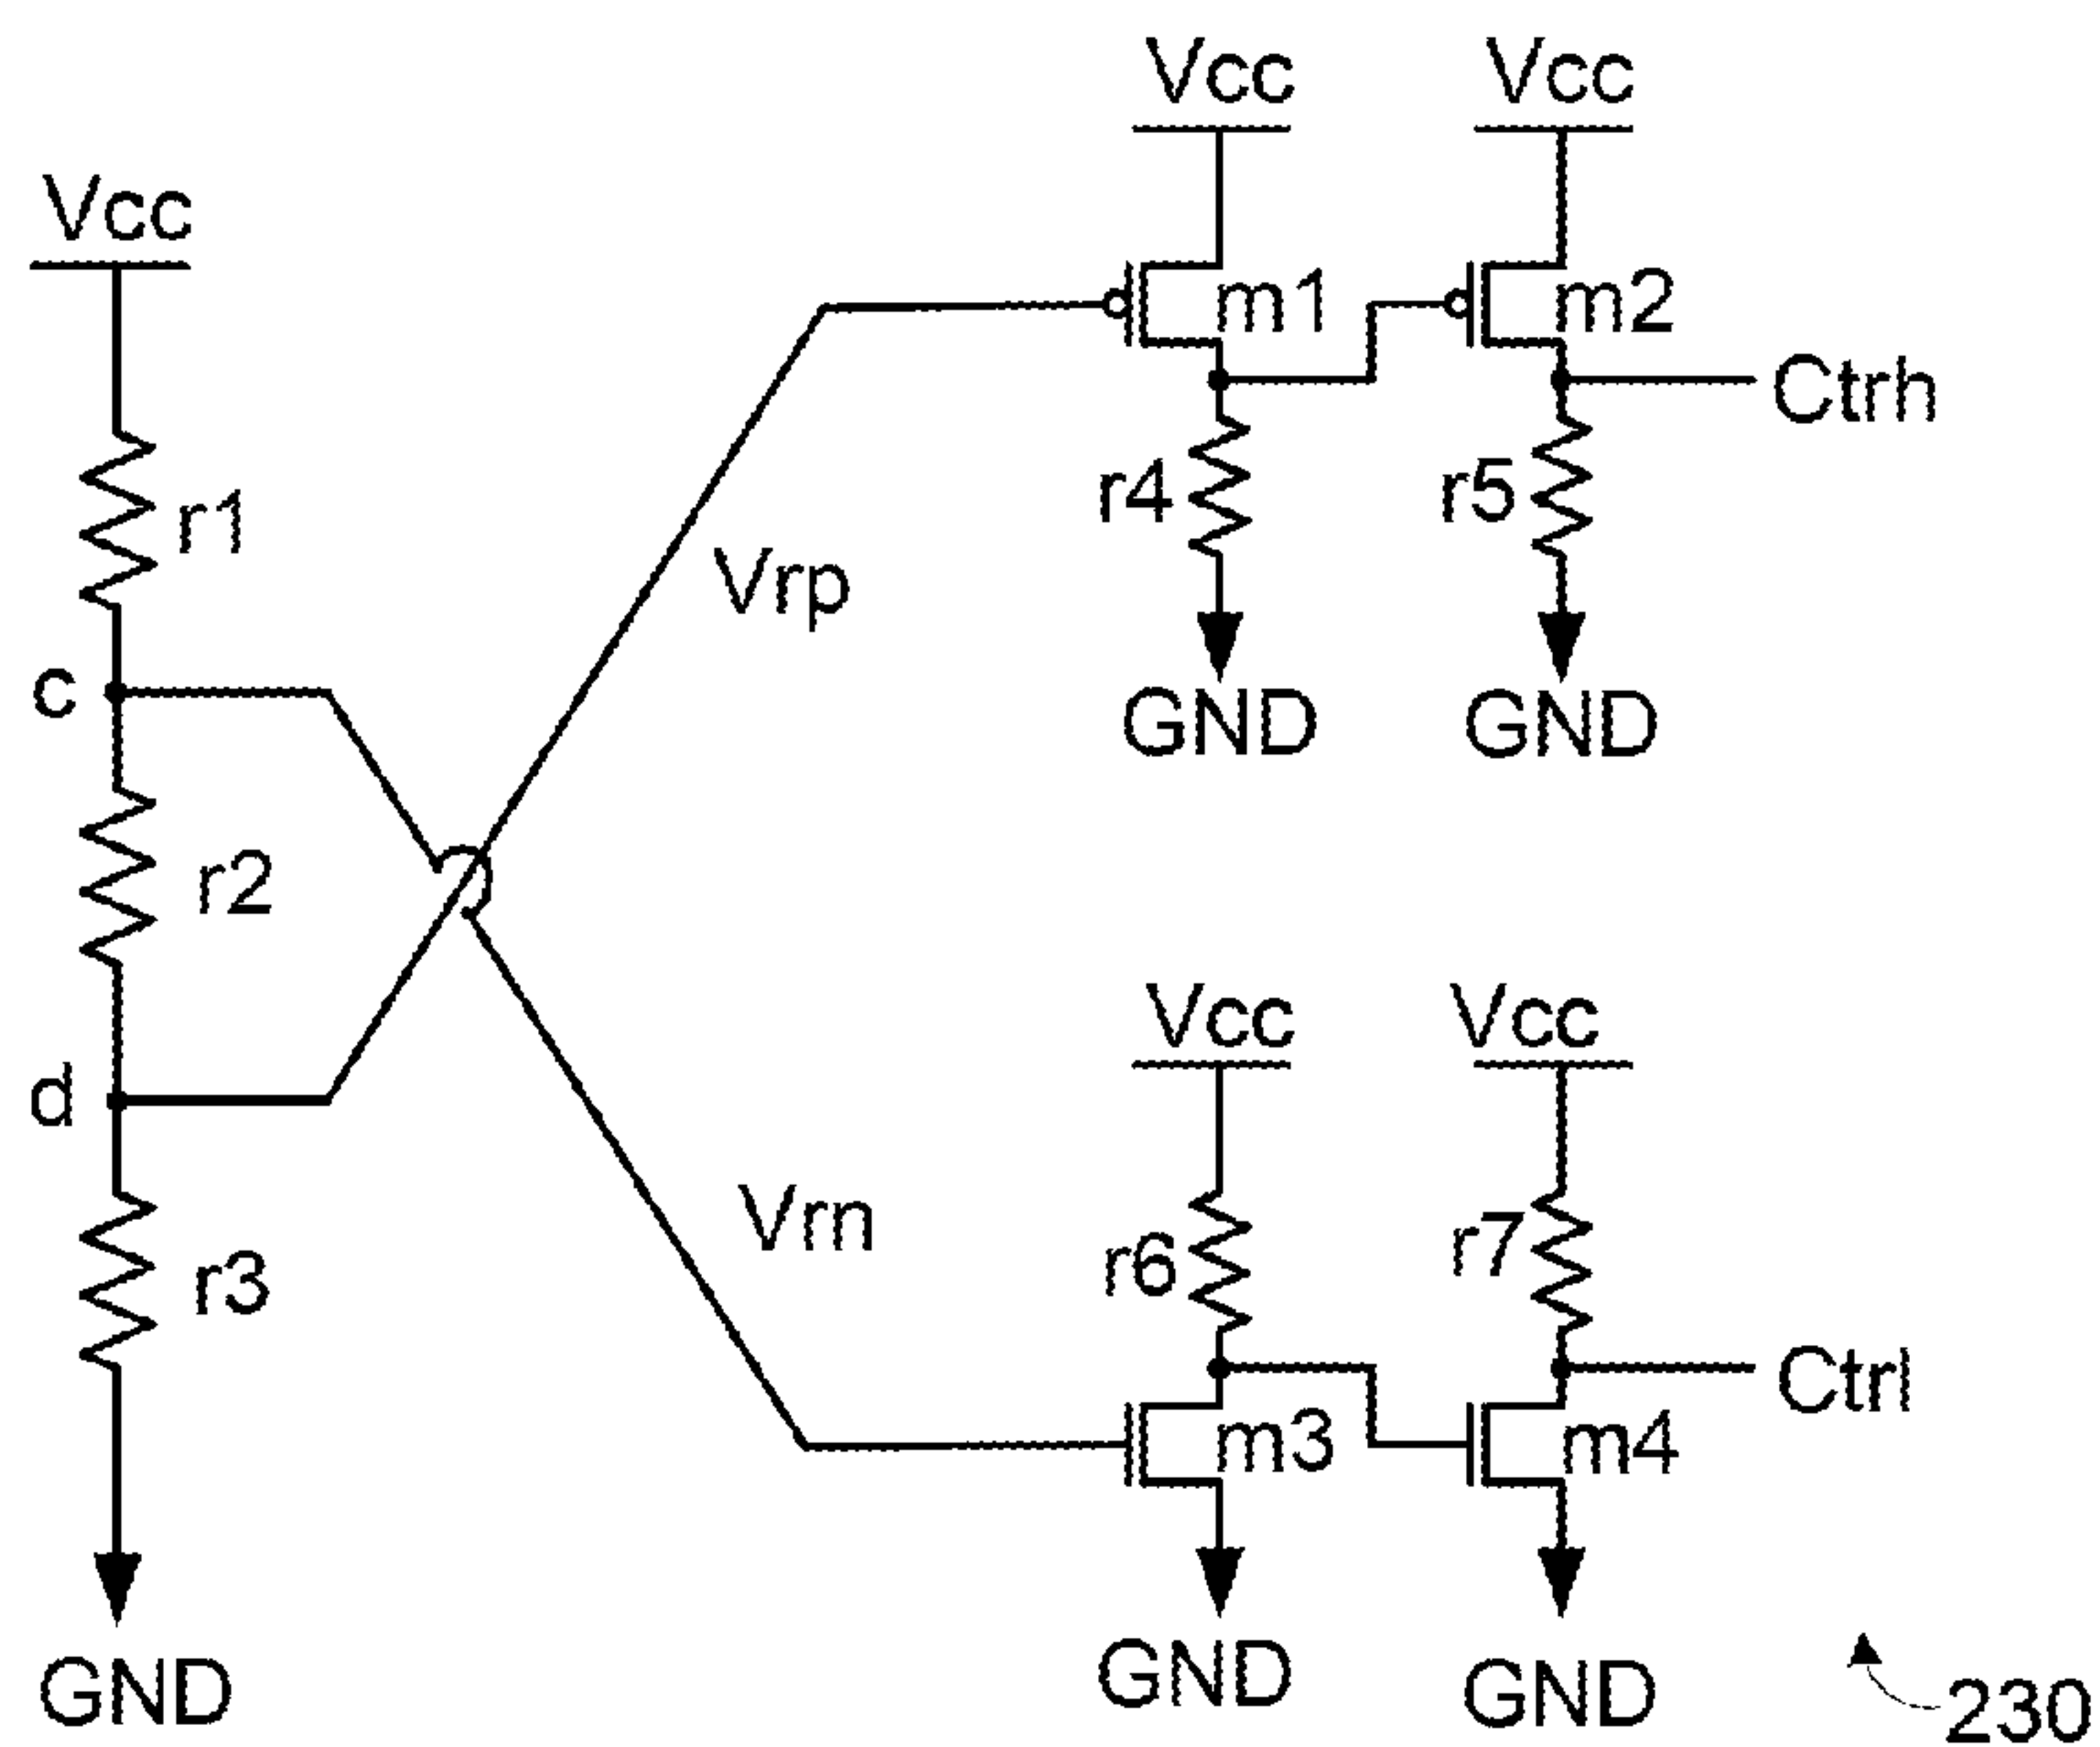 Vcc
Vcc
Vcc
m1
m2
Ctrh
r4
r5
r1
Vrp
c
GND
GND
r2
Vcc
Vcc
d
Vrn
r6
r7
r3
Ctrl
m3
m4
GND
GND
GND
230